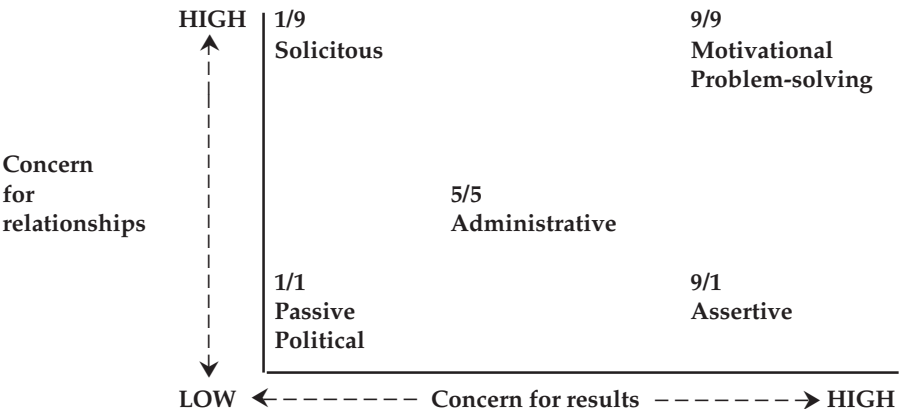 HIGH
1/9
Solicitous
9/9
Motivational
Problem-solving
Concern
for
relationships
5/5
Administrative
1/1
Passive
Political
9/1
Assertive
LOW
Concern for results
HIGH